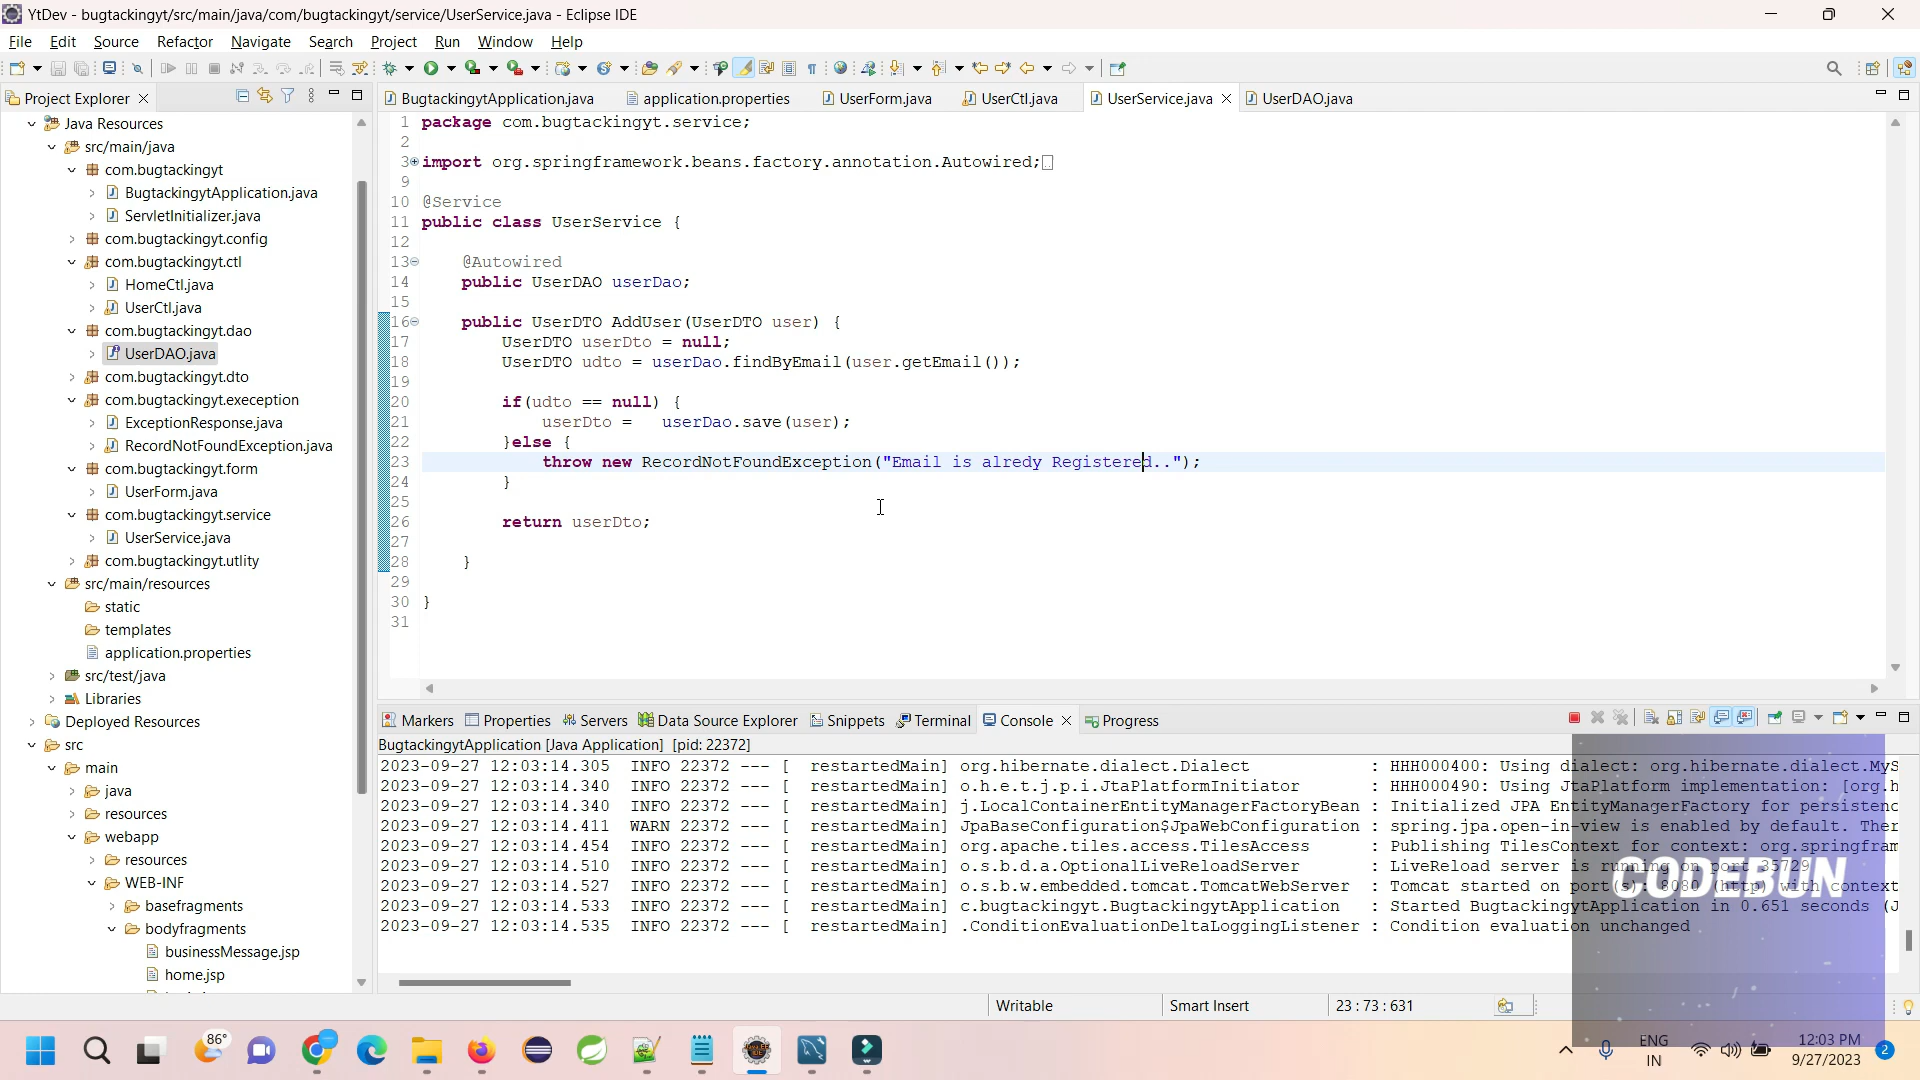 YtDev - bugtackingyt/src/main/java/com/bugtackingyt/service/UserService.java - Eclipse IDE
File Edit Source Refactor Navigate Search Project Run Window Help
Project Explorer
Java Resources
src/main/java
com.bugtackingyt
BugtackingytApplication.java
ServletInitializer.java
com.bugtackingyt.config
com.bugtackingyt.ctl
HomeCtl.java
UserCtl.java
com.bugtackingyt.dao
UserDAO.java
com.bugtackingyt.dto
com.bugtackingyt.exeception
ExceptionResponse.java
RecordNotFoundException.java
com.bugtackingyt.form
UserForm.java
com.bugtackingyt.service
UserService.java
com.bugtackingyt.utlity
src/main/resources
static
templates
application.properties
src/test/java
Libraries
Deployed Resources
src
main
java
resources
webapp
resources
WEB-INF
basefragments
bodyfragments
businessMessage.jsp
home.jsp
BugtackingytApplication.java application.properties UserForm.java UserCtl.java UserService.java UserDAO.java
1 package com.bugtackingyt.service;
2
3 import org.springframework.beans.factory.annotation.Autowired;
9
10 @Service
11 public class UserService {
12
13 @Autowired
14 public UserDAO userDao;
15
16 public UserDTO AddUser(UserDTO user) {
17 UserDTO userDto = null;
18 UserDTO udto = userDao.findByEmail(user.getEmail());
19
20 if(udto == null) {
21 userDto = userDao.save(user);
22 }else {
23 throw new RecordNotFoundException("Email is alredy Registered..");
24 }
25
26 return userDto;
27
28 }
29
30 }
31
Markers Properties Servers Data Source Explorer Snippets Terminal Console Progress
BugtackingytApplication [Java Application] [pid: 22372]
2023-09-27 12:03:14.305 INFO 22372 --- [ restartedMain] org.hibernate.dialect.Dialect : HHH000400: Using dialect: org.hibernate.dialect.MyS
2023-09-27 12:03:14.340 INFO 22372 --- [ restartedMain] o.h.e.t.j.p.i.JtaPlatformInitiator : HHH000490: Using JtaPlatform implementation: [org.h
2023-09-27 12:03:14.340 INFO 22372 --- [ restartedMain] j.LocalContainerEntityManagerFactoryBean : Initialized JPA EntityManagerFactory for persistenc
2023-09-27 12:03:14.411 WARN 22372 --- [ restartedMain] JpaBaseConfiguration$JpaWebConfiguration : spring.jpa.open-in-view is enabled by default. Ther
2023-09-27 12:03:14.454 INFO 22372 --- [ restartedMain] org.apache.tiles.access.TilesAccess : Publishing TilesContext for context: org.springfram
2023-09-27 12:03:14.510 INFO 22372 --- [ restartedMain] o.s.b.d.a.OptionalLiveReloadServer : LiveReload server is running on port 35729
2023-09-27 12:03:14.527 INFO 22372 --- [ restartedMain] o.s.b.w.embedded.tomcat.TomcatWebServer : Tomcat started on port(s): 8080 (http) with context
2023-09-27 12:03:14.533 INFO 22372 --- [ restartedMain] c.bugtackingyt.BugtackingytApplication : Started BugtackingytApplication in 0.651 seconds (J
2023-09-27 12:03:14.535 INFO 22372 --- [ restartedMain] .ConditionEvaluationDeltaLoggingListener : Condition evaluation unchanged
CODEBUN
Writable Smart Insert 23 : 73 : 631
86°
ENG
IN
12:03 PM
9/27/2023
2